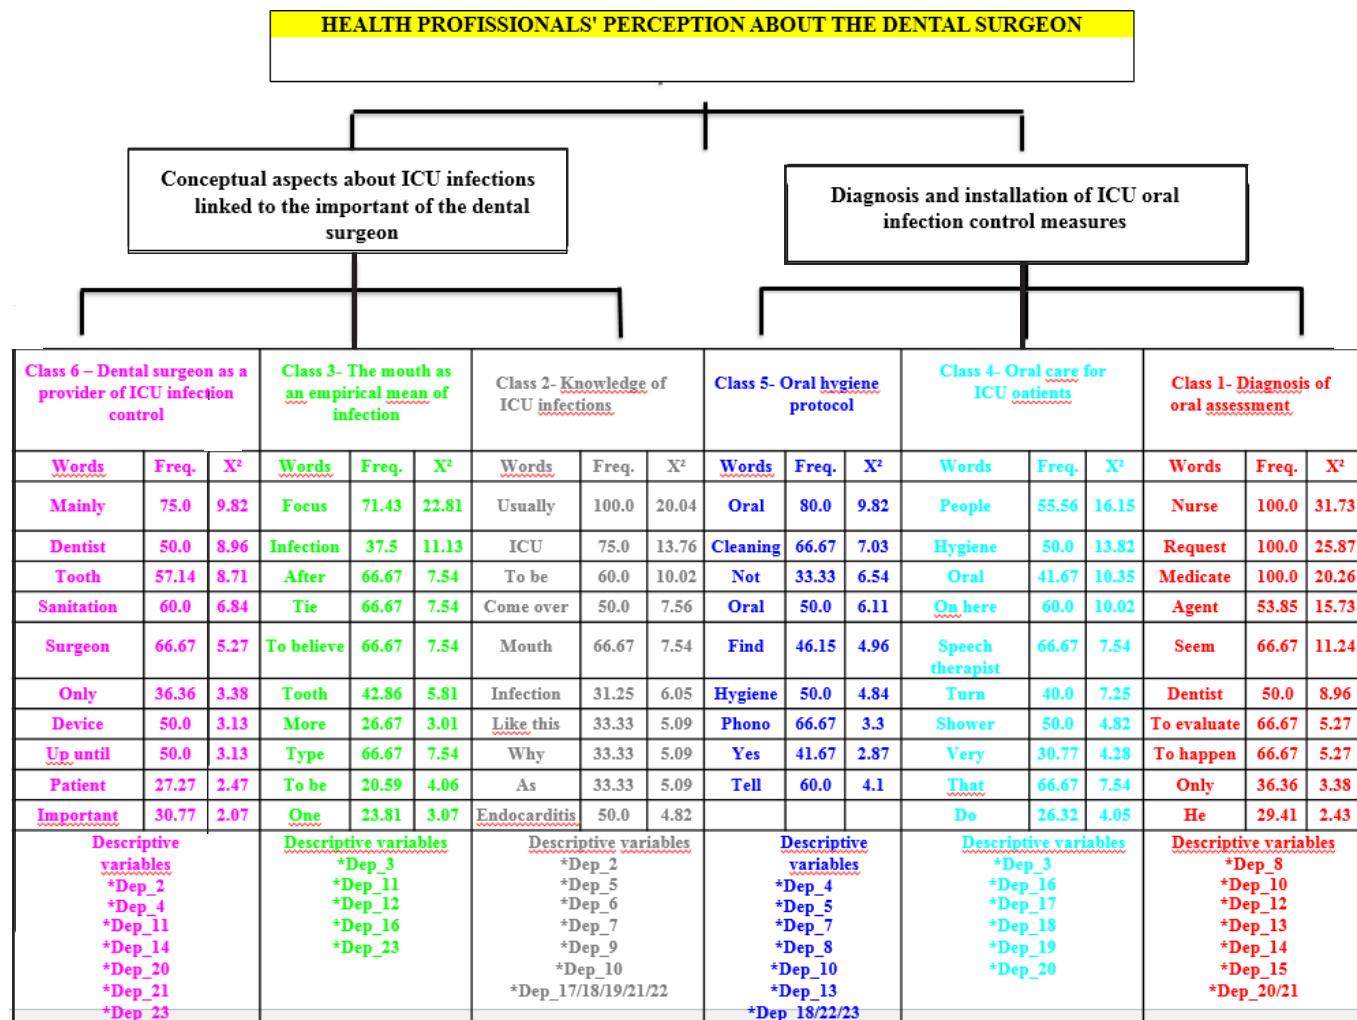 HEALTH PROFISSIONALS' PERCEPTION ABOUT THE DENTAL SURGEON
Conceptual aspects about ICU infections
linked to the important of the dental
surgeon
Diagnosis and installation of ICU oral
infection control measures
Class 6 – Dental surgeon as a
provider of ICU infection
control
Class 3- The mouth as
an empirical mean of
infection
Class 2- Knowledge of
ICU infections
Class 5- Oral hygiene
protocol
Class 4- Oral care for
ICU oatients
Class 1- Diagnosis of
oral assessment
Words Freq. X² Words Freq. X² Words Freq. X² Words Freq. X² Words Freq. X² Words Freq. X²
Mainly 75.0 9.82 Focus 71.43 22.81 Usually 100.0 20.04 Oral 80.0 9.82 People 55.56 16.15 Nurse 100.0 31.73
Dentist 50.0 8.96 Infection 37.5 11.13 ICU 75.0 13.76 Cleaning 66.67 7.03 Hygiene 50.0 13.82 Request 100.0 25.87
Tooth 57.14 8.71 After 66.67 7.54 To be 60.0 10.02 Not 33.33 6.54 Oral 41.67 10.35 Medicate 100.0 20.26
Sanitation 60.0 6.84 Tie 66.67 7.54 Come over 50.0 7.56 Oral 50.0 6.11 On here 60.0 10.02 Agent 53.85 15.73
Surgeon 66.67 5.27 To believe 66.67 7.54 Mouth 66.67 7.54 Find 46.15 4.96 Speech therapist 66.67 7.54 Seem 66.67 11.24
Only 36.36 3.38 Tooth 42.86 5.81 Infection 31.25 6.05 Hygiene 50.0 4.84 Turn 40.0 7.25 Dentist 50.0 8.96
Device 50.0 3.13 More 26.67 3.01 Like this 33.33 5.09 Phono 66.67 3.3 Shower 50.0 4.82 To evaluate 66.67 5.27
Up until 50.0 3.13 Type 66.67 7.54 Why 33.33 5.09 Yes 41.67 2.87 Very 30.77 4.28 To happen 66.67 5.27
Patient 27.27 2.47 To be 20.59 4.06 As 33.33 5.09 Tell 60.0 4.1 That 66.67 7.54 Only 36.36 3.38
Important 30.77 2.07 One 23.81 3.07 Endocarditis 50.0 4.82 Do 26.32 4.05 He 29.41 2.43
Descriptive
variables
*Dep_2
*Dep_4
*Dep_11
*Dep_14
*Dep_20
*Dep_21
*Dep_23
Descriptive variables
*Dep_3
*Dep_11
*Dep_12
*Dep_16
*Dep_23
Descriptive variables
*Dep_2
*Dep_5
*Dep_6
*Dep_7
*Dep_9
*Dep_10
*Dep_17/18/19/21/22
Descriptive
variables
*Dep_4
*Dep_5
*Dep_7
*Dep_8
*Dep_10
*Dep_13
*Dep_18/22/23
Descriptive variables
*Dep_3
*Dep_16
*Dep_17
*Dep_18
*Dep_19
*Dep_20
Descriptive variables
*Dep_8
*Dep_10
*Dep_12
*Dep_13
*Dep_14
*Dep_15
*Dep_20/21